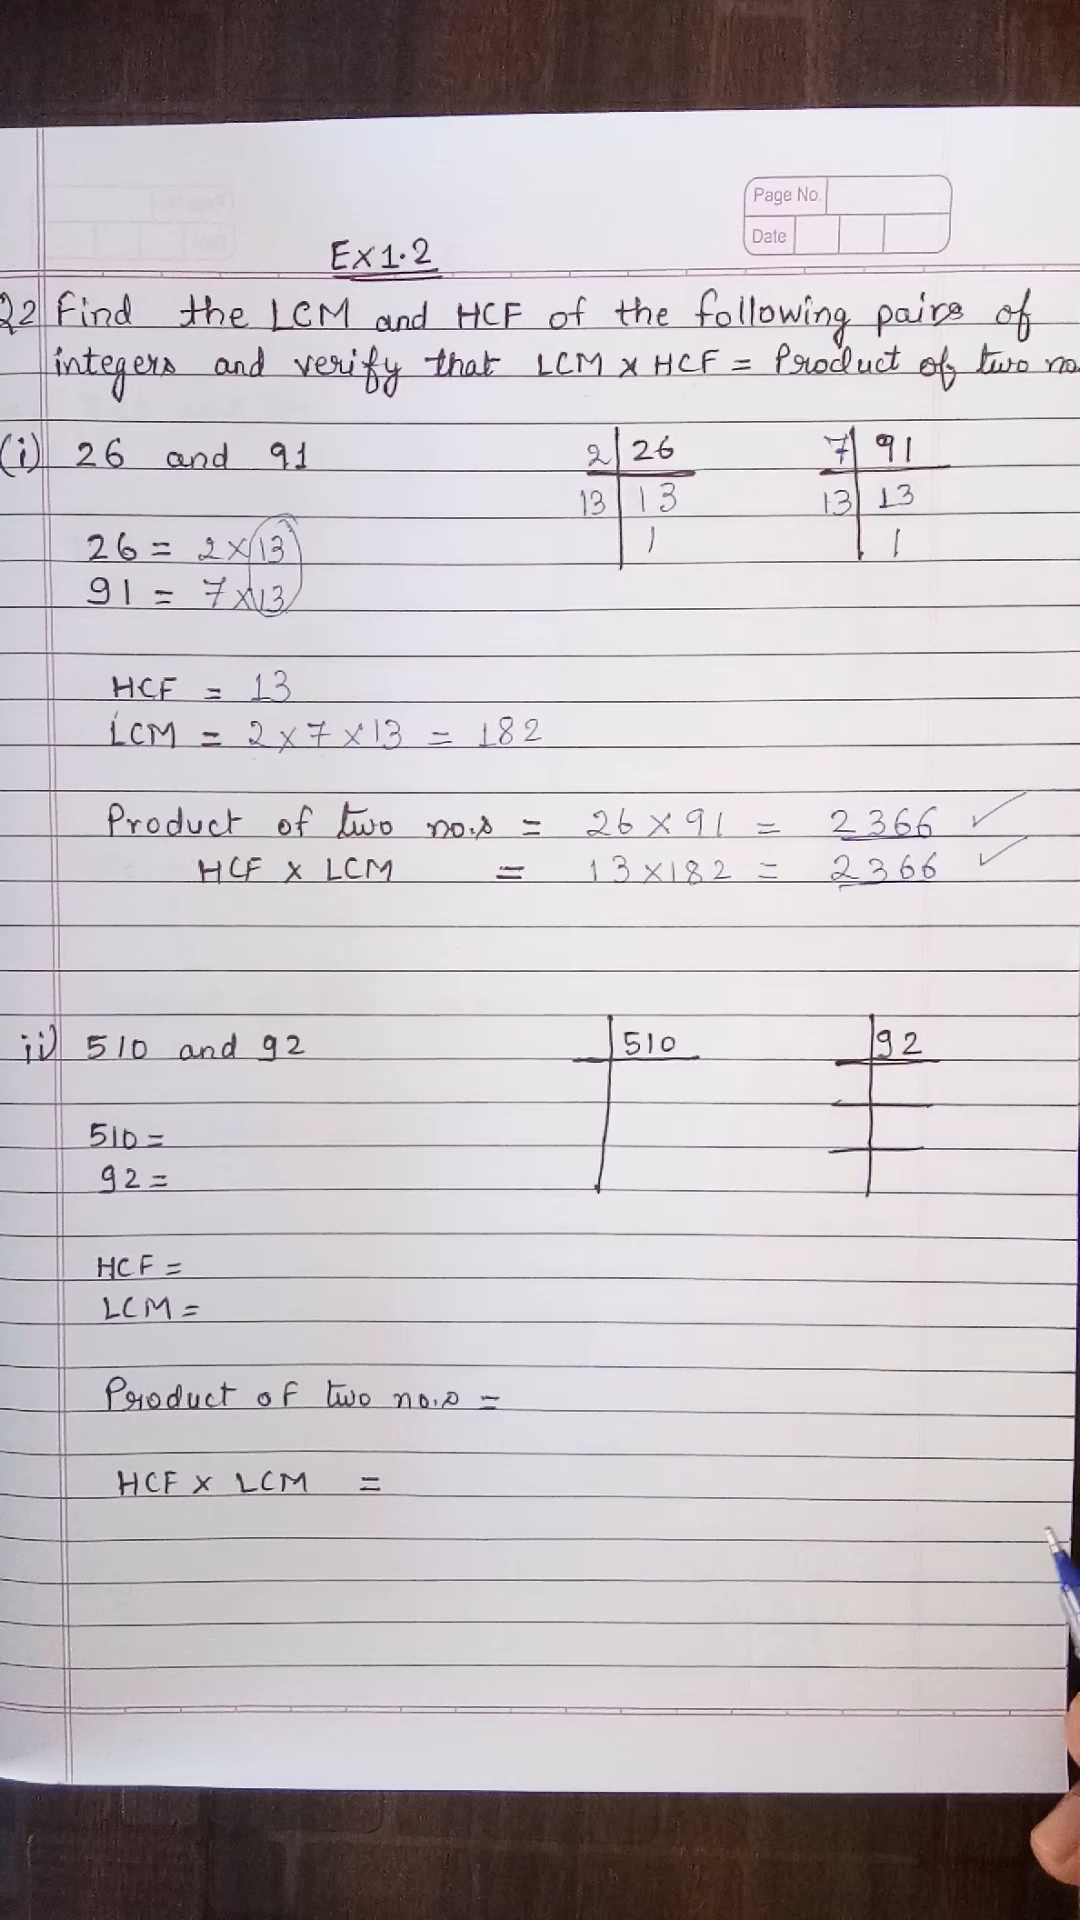 Page No.
Date
Ex 1.2
Q2 Find the LCM and HCF of the following pairs of
integers and verify that LCM x HCF = Product of two no.
(i) 26 and 91
2 | 26
13 | 13
1
7 | 91
13 | 13
1
26 = 2 x 13
91 = 7 x 13
HCF = 13
LCM = 2 x 7 x 13 = 182
Product of two no.s = 26 x 91 = 2366 ✓
HCF x LCM = 13 x 182 = 2366 ✓
ii) 510 and 92
510
92
510 =
92 =
HCF =
LCM =
Product of two no.s =
HCF x LCM =